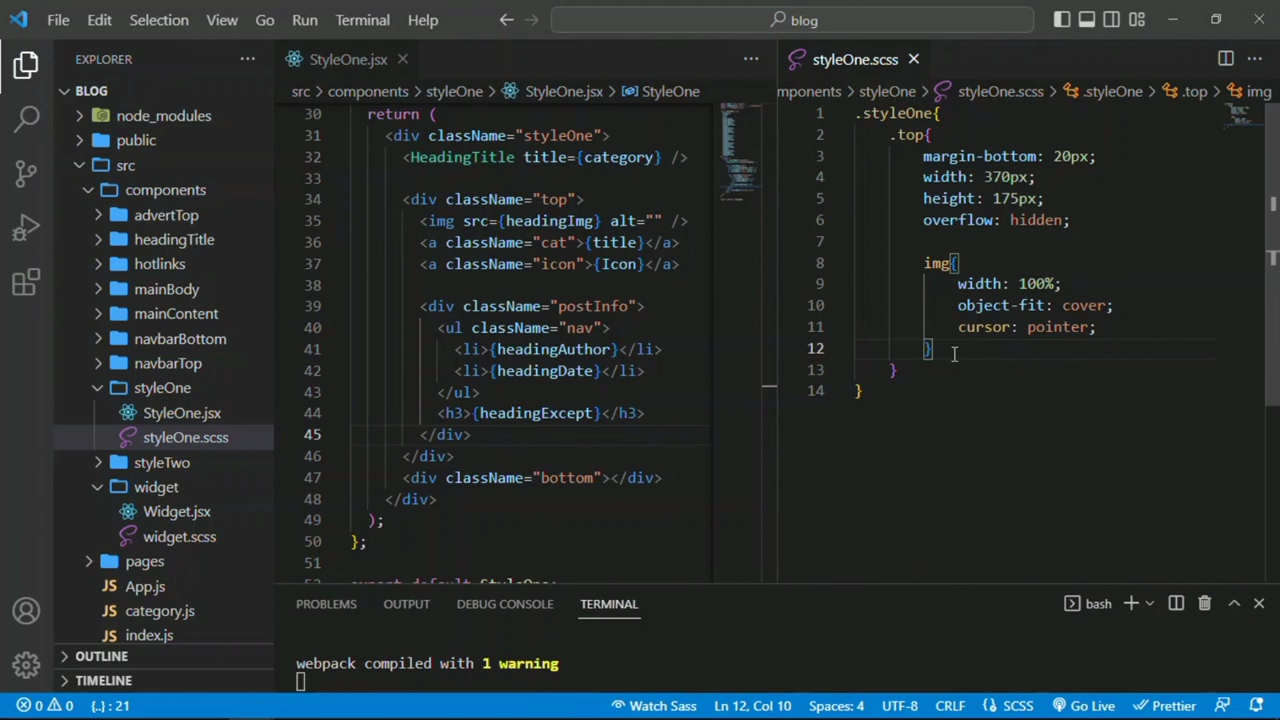 File Edit Selection View Go Run Terminal Help
blog
EXPLORER
BLOG
node_modules
public
src
components
advertTop
headingTitle
hotlinks
mainBody
mainContent
navbarBottom
navbarTop
styleOne
StyleOne.jsx
styleOne.scss
styleTwo
widget
Widget.jsx
widget.scss
pages
JS App.js
JS category.js
JS index.js
OUTLINE
TIMELINE
StyleOne.jsx
src > components > styleOne > StyleOne.jsx > StyleOne
30 return (
31 <div className="styleOne">
32 <HeadingTitle title={category} />
33
34 <div className="top">
35 <img src={headingImg} alt="" />
36 <a className="cat">{title}</a>
37 <a className="icon">{Icon}</a>
38
39 <div className="postInfo">
40 <ul className="nav">
41 <li>{headingAuthor}</li>
42 <li>{headingDate}</li>
43 </ul>
44 <h3>{headingExcept}</h3>
45 </div>
46 </div>
47 <div className="bottom"></div>
48 </div>
49 );
50 };
51
52 export default StyleOne;
styleOne.scss
mponents > styleOne > styleOne.scss > .styleOne > .top > img
1 .styleOne{
2 .top{
3 margin-bottom: 20px;
4 width: 370px;
5 height: 175px;
6 overflow: hidden;
7
8 img{
9 width: 100%;
10 object-fit: cover;
11 cursor: pointer;
12 }
13 }
14 }
PROBLEMS OUTPUT DEBUG CONSOLE TERMINAL
bash
webpack compiled with 1 warning
0 0 {..} : 21 Watch Sass Ln 12, Col 10 Spaces: 4 UTF-8 CRLF SCSS Go Live Prettier